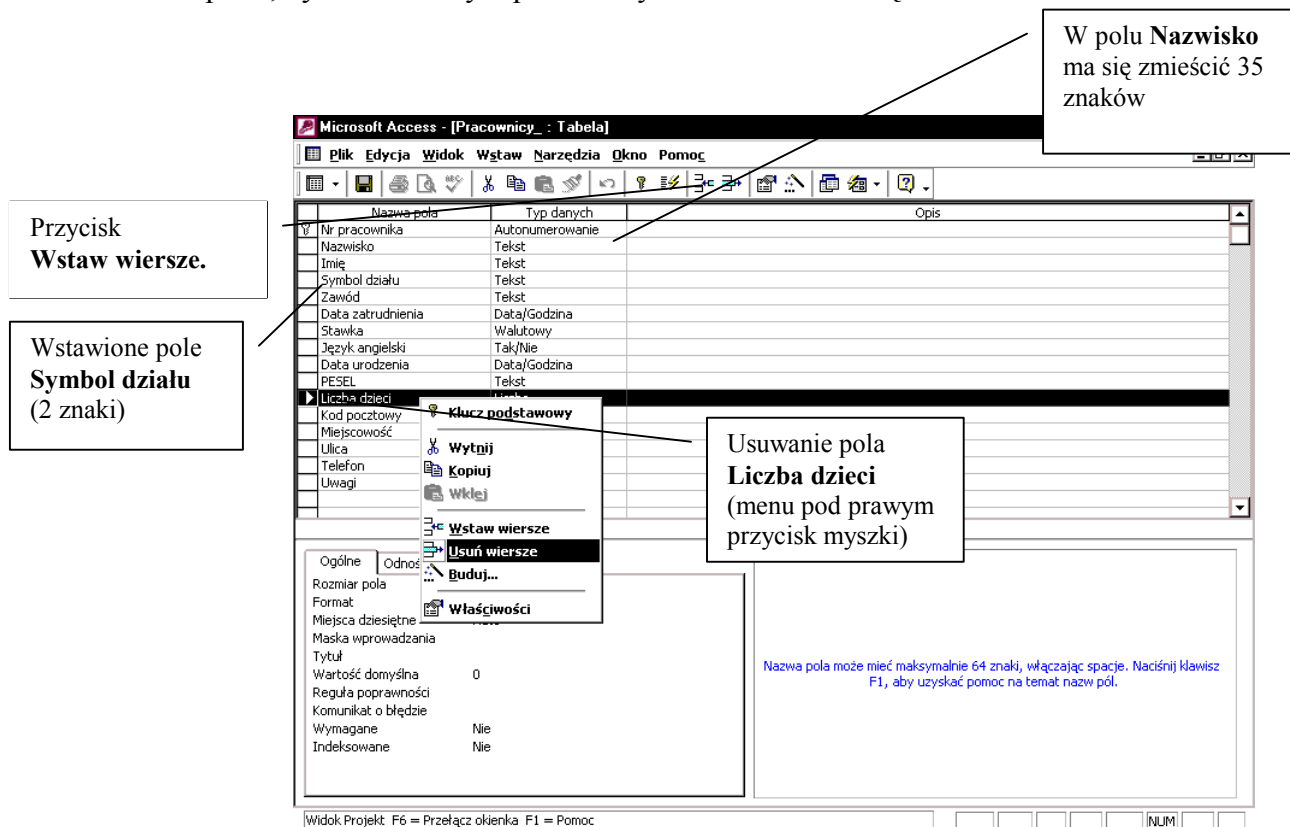 W polu Nazwisko
ma się zmieścić 35
znaków
Microsoft Access - [Pracownicy_ : Tabela]
Plik Edycja Widok Wstaw Narzędzia Okno Pomoc
Przycisk
Wstaw wiersze.
Wstawione pole
Symbol działu
(2 znaki)
Nazwa pola Typ danych Opis
Nr pracownika Autonumerowanie
Nazwisko Tekst
Imię Tekst
Symbol działu Tekst
Zawód Tekst
Data zatrudnienia Data/Godzina
Stawka Walutowy
Język angielski Tak/Nie
Data urodzenia Data/Godzina
PESEL Tekst
Liczba dzieci Liczba
Kod pocztowy
Miejscowość
Ulica
Telefon
Uwagi
Klucz podstawowy
Wytnij
Kopiuj
Wklej
Wstaw wiersze
Usuń wiersze
Buduj...
Właściwości
Usuwanie pola
Liczba dzieci
(menu pod prawym
przycisk myszki)
Ogólne Odnoś
Rozmiar pola
Format
Miejsca dziesiętne
Maska wprowadzania
Tytuł
Wartość domyślna 0
Reguła poprawności
Komunikat o błędzie
Wymagane Nie
Indeksowane Nie
Nazwa pola może mieć maksymalnie 64 znaki, włączając spacje. Naciśnij klawisz
F1, aby uzyskać pomoc na temat nazw pól.
Widok Projekt F6 = Przełącz okienka F1 = Pomoc NUM